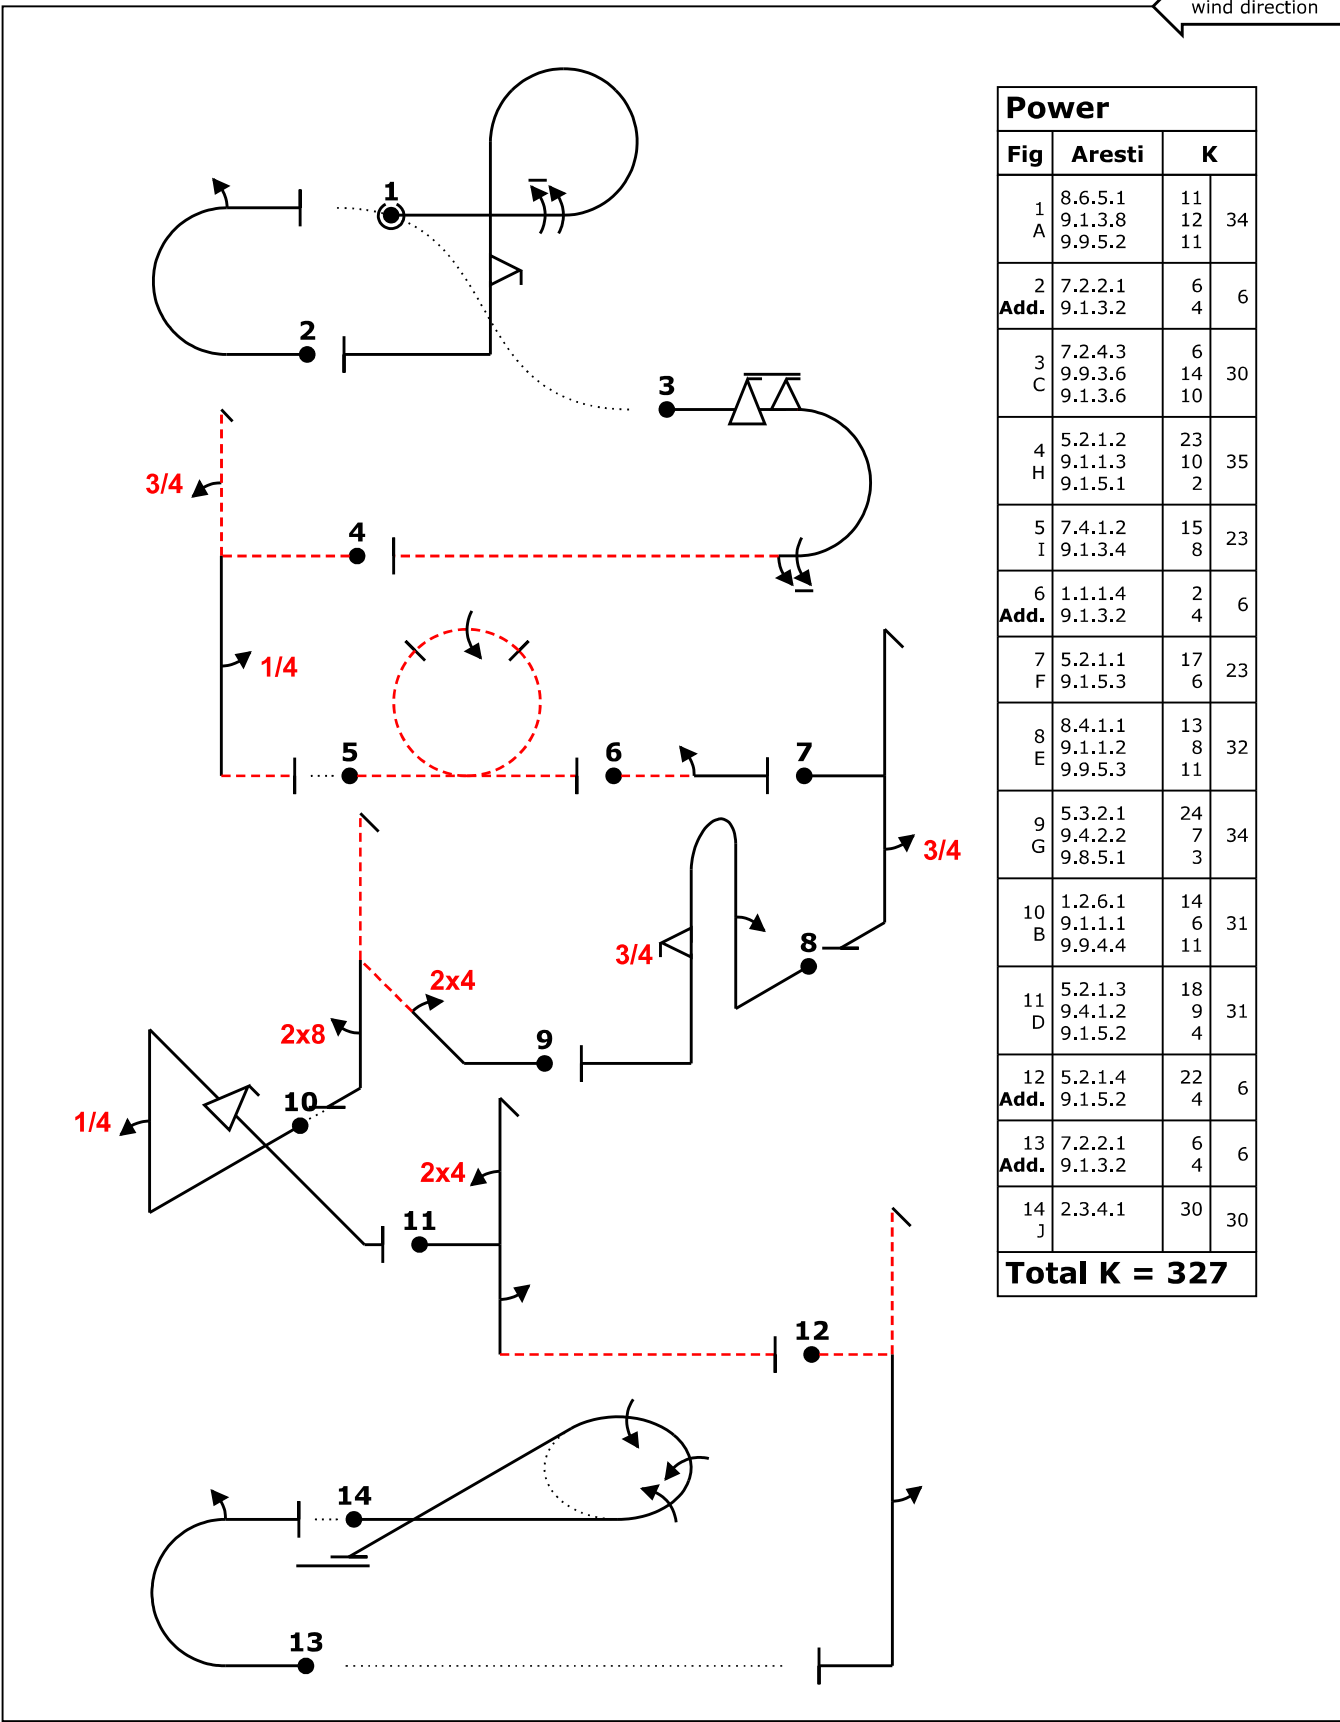 wind direction
1
2
3
3/4
4
1/4
5
6
7
3/4
3/4
8
2x4
2x8
9
10
1/4
2x4
11
12
14
13
Power
Fig Aresti K
1 A 8.6.5.1 11 34
9.1.3.8 12
9.9.5.2 11
2 Add. 7.2.2.1 6 6
9.1.3.2 4
3 C 7.2.4.3 6 30
9.9.3.6 14
9.1.3.6 10
4 H 5.2.1.2 23 35
9.1.1.3 10
9.1.5.1 2
5 I 7.4.1.2 15 23
9.1.3.4 8
6 Add. 1.1.1.4 2 6
9.1.3.2 4
7 F 5.2.1.1 17 23
9.1.5.3 6
8 E 8.4.1.1 13 32
9.1.1.2 8
9.9.5.3 11
9 G 5.3.2.1 24 34
9.4.2.2 7
9.8.5.1 3
10 B 1.2.6.1 14 31
9.1.1.1 6
9.9.4.4 11
11 D 5.2.1.3 18 31
9.4.1.2 9
9.1.5.2 4
12 Add. 5.2.1.4 22 6
9.1.5.2 4
13 Add. 7.2.2.1 6 6
9.1.3.2 4
14 J 2.3.4.1 30 30
Total K = 327